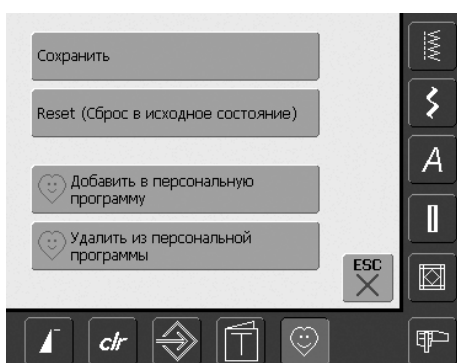 Сохранить
Reset (Сброс в исходное состояние)
Добавить в персональную
программу
Удалить из персональной
программы
ESC
A
clr